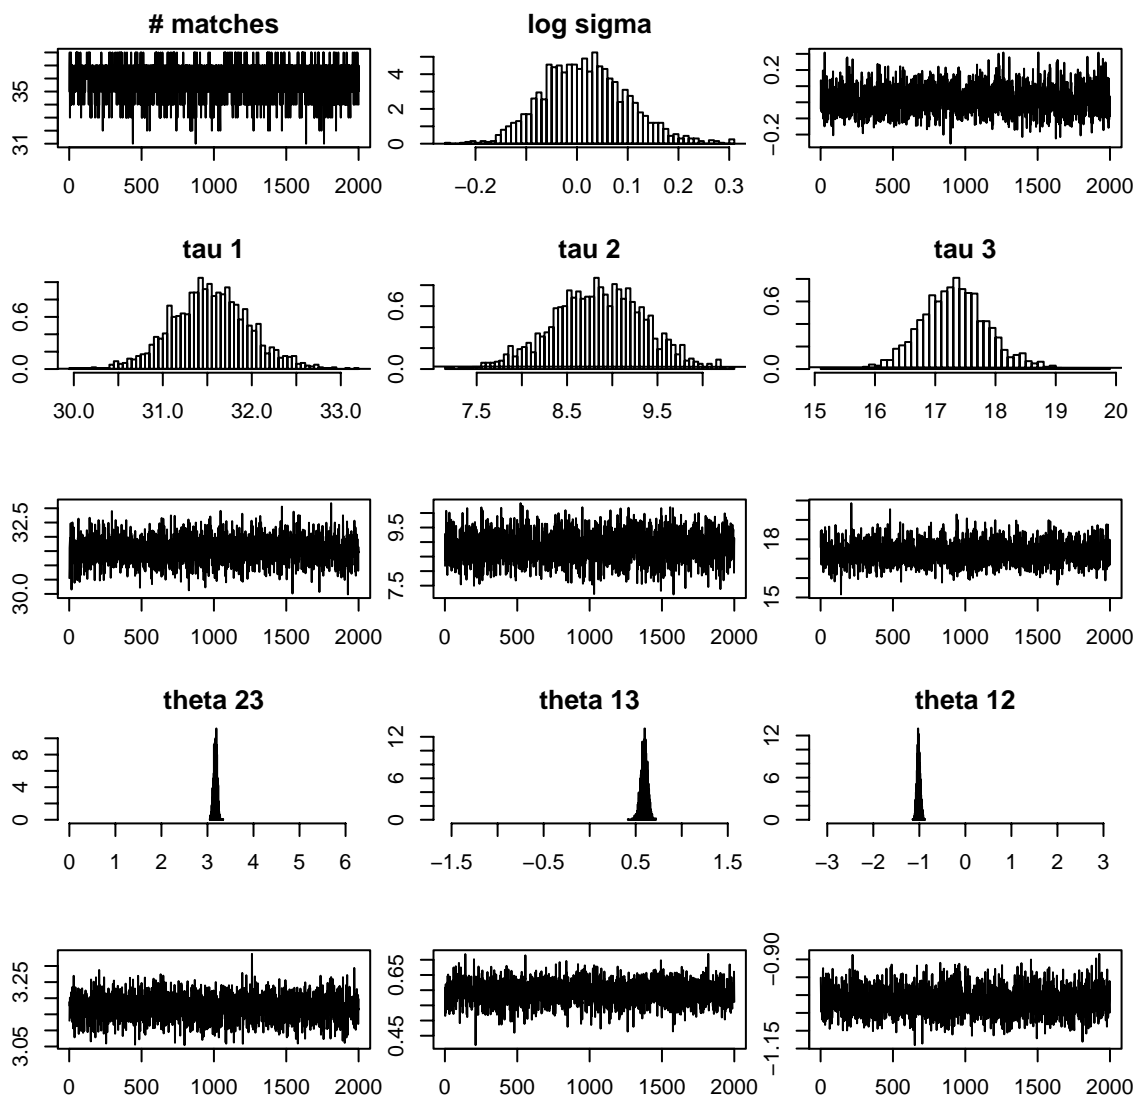 # matches
log sigma
31 35
0 500 1000 1500 2000
0 2 4
−0.2 0.0 0.1 0.2 0.3
−0.2 0.2
0 500 1000 1500 2000
tau 1
tau 2
tau 3
0.0 0.6
30.0 31.0 32.0 33.0
0.0 0.6
7.5 8.5 9.5
0.0 0.6
15 16 17 18 19 20
30.0 32.5
0 500 1000 1500 2000
7.5 9.5
0 500 1000 1500 2000
15 18
0 500 1000 1500 2000
theta 23
theta 13
theta 12
0 4 8
0 1 2 3 4 5 6
0 6 12
−1.5 −0.5 0.5 1.5
0 6 12
−3 −2 −1 0 1 2 3
3.05 3.25
0 500 1000 1500 2000
0.45 0.65
0 500 1000 1500 2000
−1.15 −0.90
0 500 1000 1500 2000